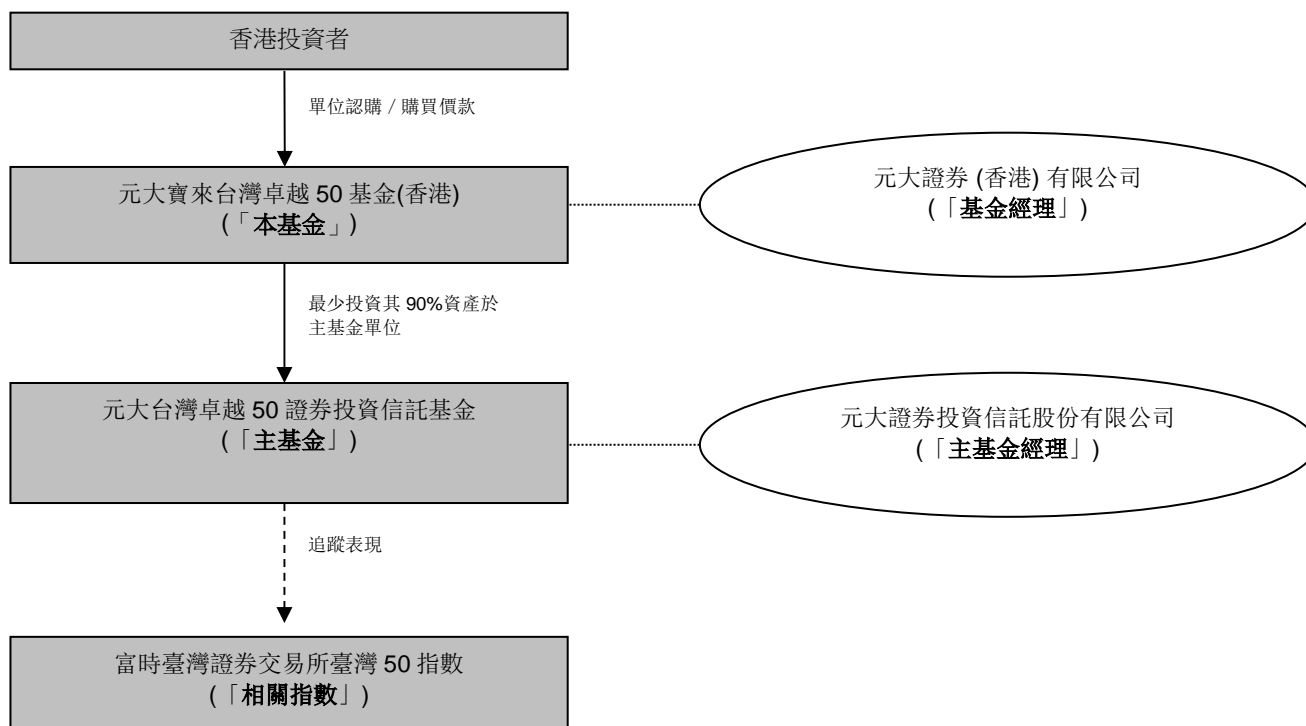 香港投資者
單位認購 / 購買價款
元大寶來台灣卓越 50 基金(香港)
(「本基金」)
元大證券 (香港) 有限公司
(「基金經理」)
最少投資其 90%資產於
主基金單位
元大台灣卓越 50 證券投資信託基金
(「主基金」)
元大證券投資信託股份有限公司
(「主基金經理」)
追蹤表現
富時臺灣證券交易所臺灣 50 指數
(「相關指數」)